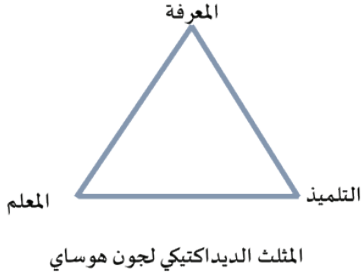 المعرفة
التلميذ
المعلم
المثلث الديداكتيكي لجون هوساي